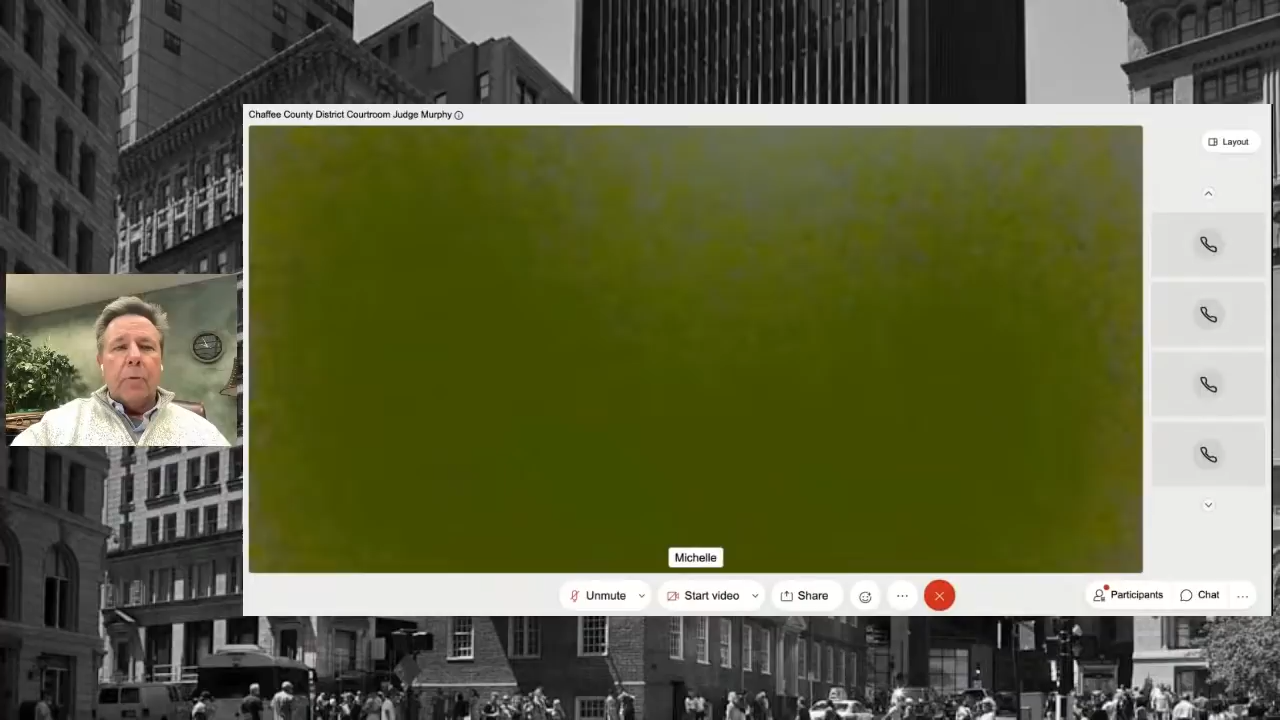 Chaffee County District Courtroom Judge Murphy
Layout
Michelle
Unmute
Start video
Share
Participants
Chat